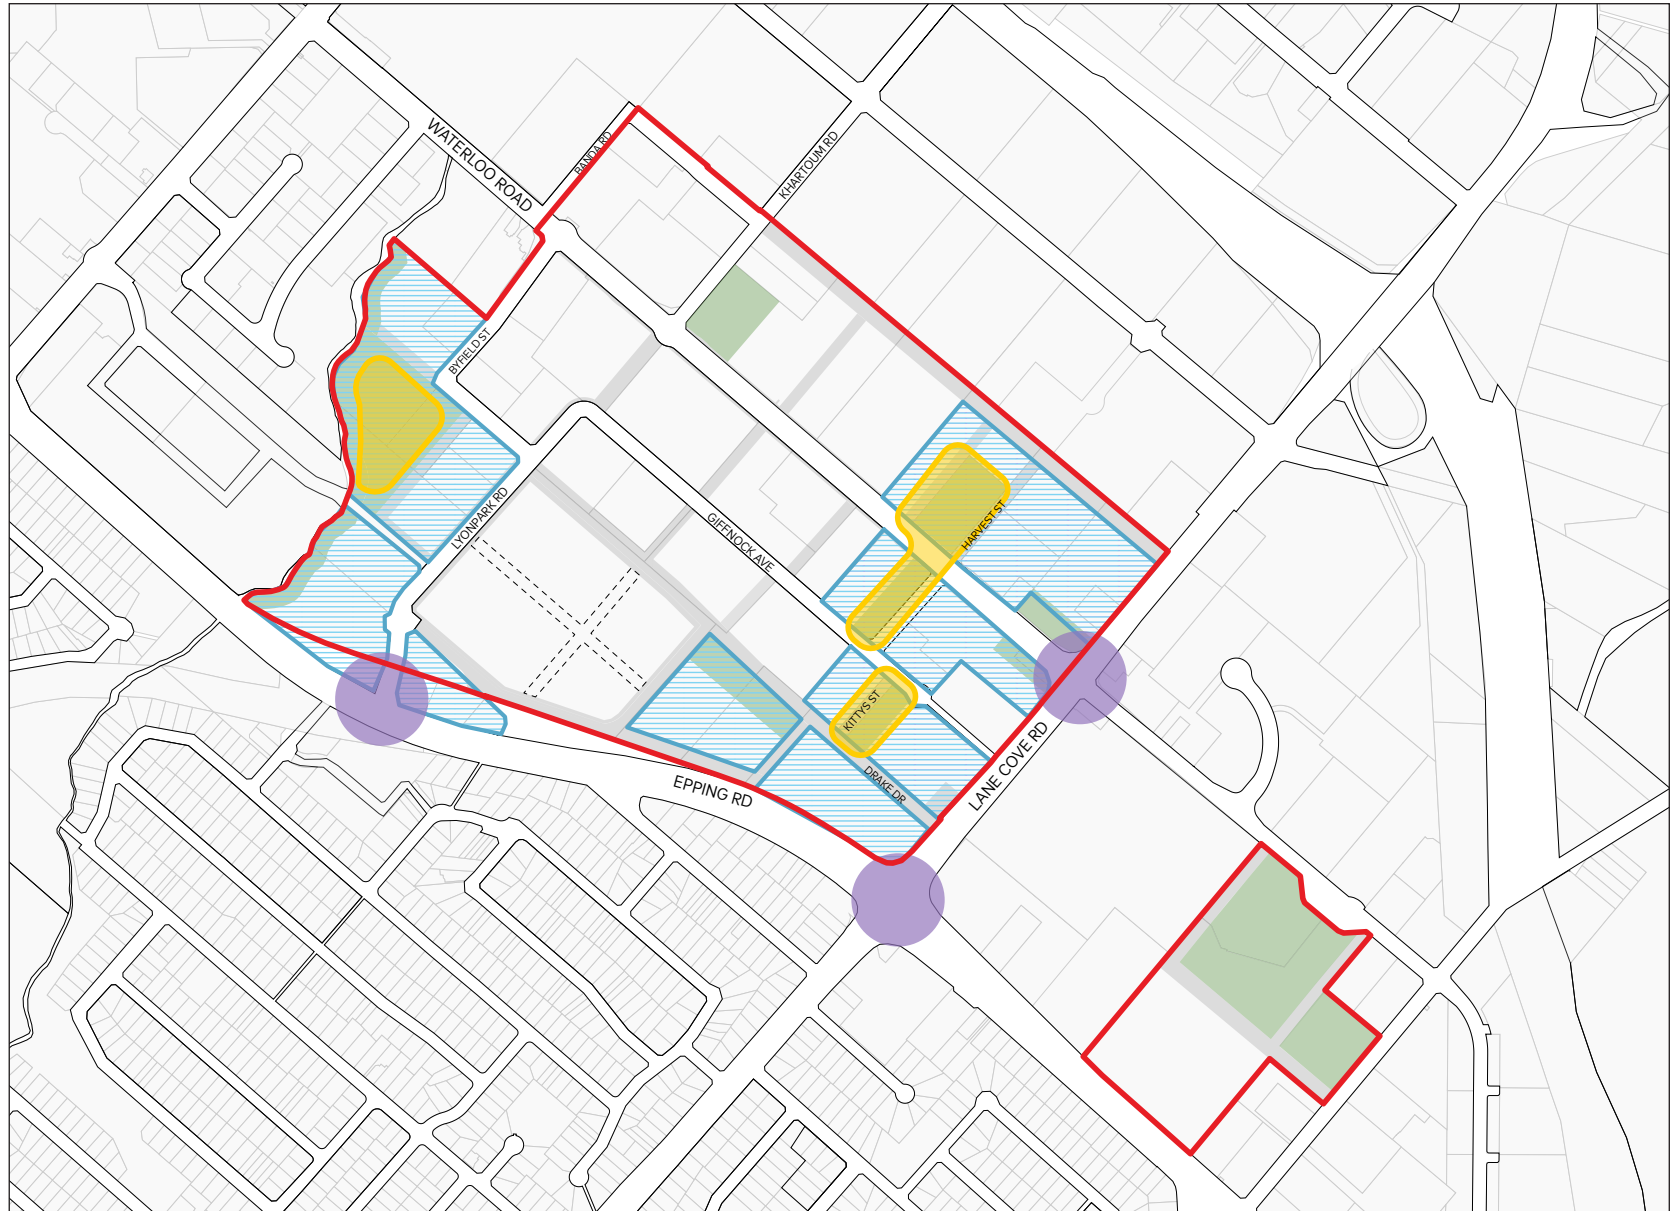 WATERLOO ROAD
BANDA RD
KHARTOUM RD
BYFIELD ST
LYONPARK RD
GIFFNOCK AVE
HARVEST ST
KITTYS ST
DRAKE DR
LANE COVE RD
EPPING RD